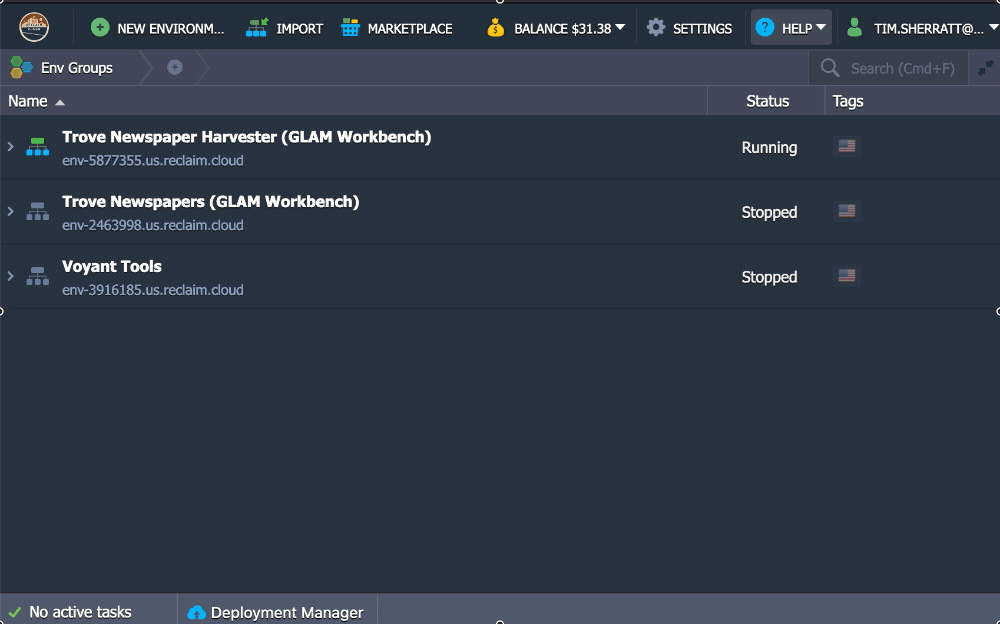 NEW ENVIRONM... IMPORT MARKETPLACE BALANCE $31.38 SETTINGS ? HELP TIM.SHERRATT@...
Env Groups Search (Cmd+F)
Name Status Tags
Trove Newspaper Harvester (GLAM Workbench)
env-5877355.us.reclaim.cloud
Running
Trove Newspapers (GLAM Workbench)
env-2463998.us.reclaim.cloud
Stopped
Voyant Tools
env-3916185.us.reclaim.cloud
Stopped
No active tasks Deployment Manager